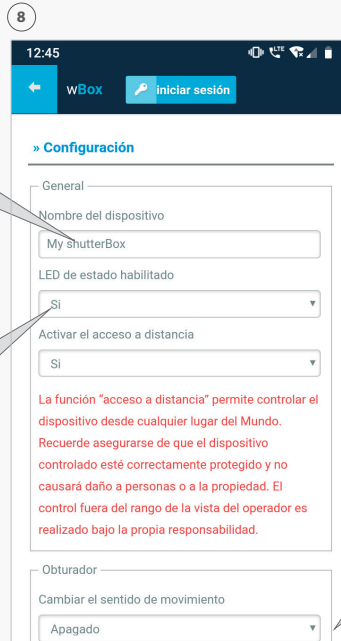 8
12:45
LTE
wBox
iniciar sesión
» Configuración
General
Nombre del dispositivo
My shutterBox
LED de estado habilitado
Si
Activar el acceso a distancia
Si
La función "acceso a distancia" permite controlar el
dispositivo desde cualquier lugar del Mundo.
Recuerde asegurarse de que el dispositivo
controlado esté correctamente protegido y no
causará daño a personas o a la propiedad. El
control fuera del rango de la vista del operador es
realizado bajo la propia responsabilidad.
Obturador
Cambiar el sentido de movimiento
Apagado